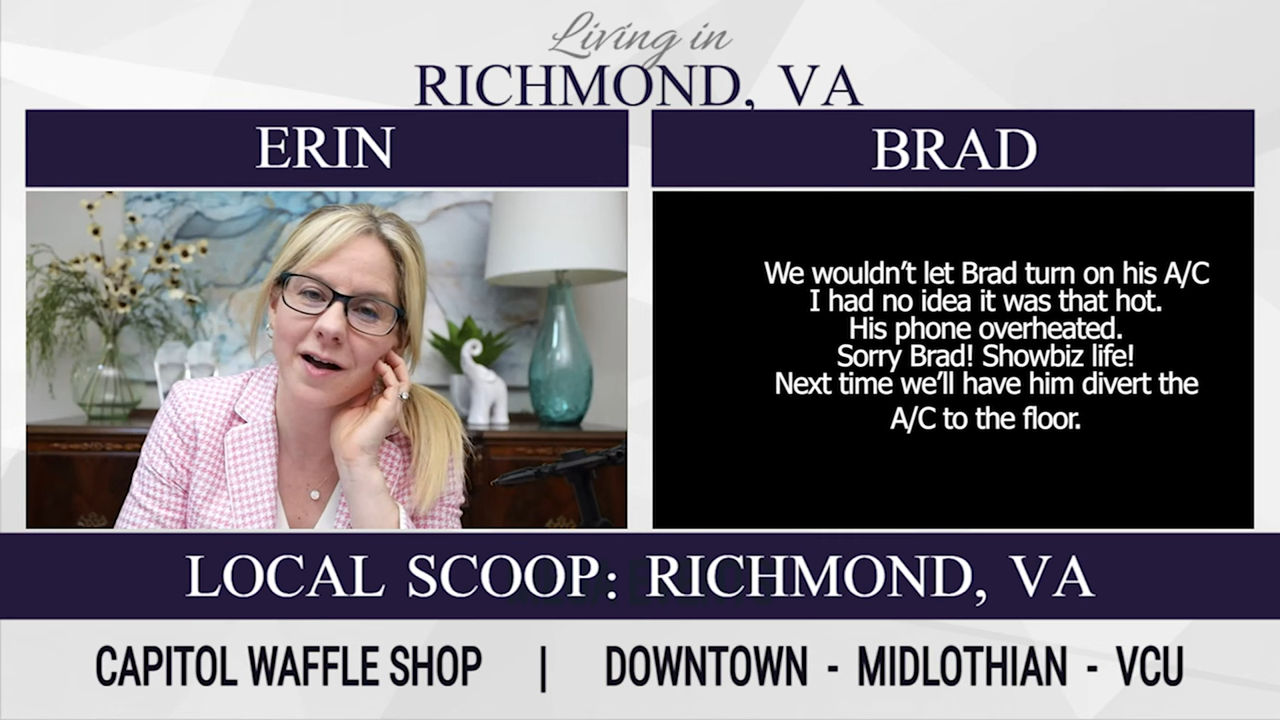 Living in
RICHMOND, VA
ERIN
BRAD
We wouldn't let Brad turn on his A/C
I had no idea it was that hot.
His phone overheated.
Sorry Brad! Showbiz life!
Next time we'll have him divert the
A/C to the floor.
LOCAL SCOOP: RICHMOND, VA
CAPITOL WAFFLE SHOP | DOWNTOWN - MIDLOTHIAN - VCU